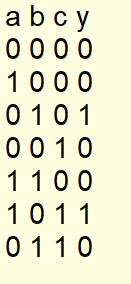 a b c y
0 0 0 0
1 0 0 0
0 1 0 1
0 0 1 0
1 1 0 0
1 0 1 1
0 1 1 0